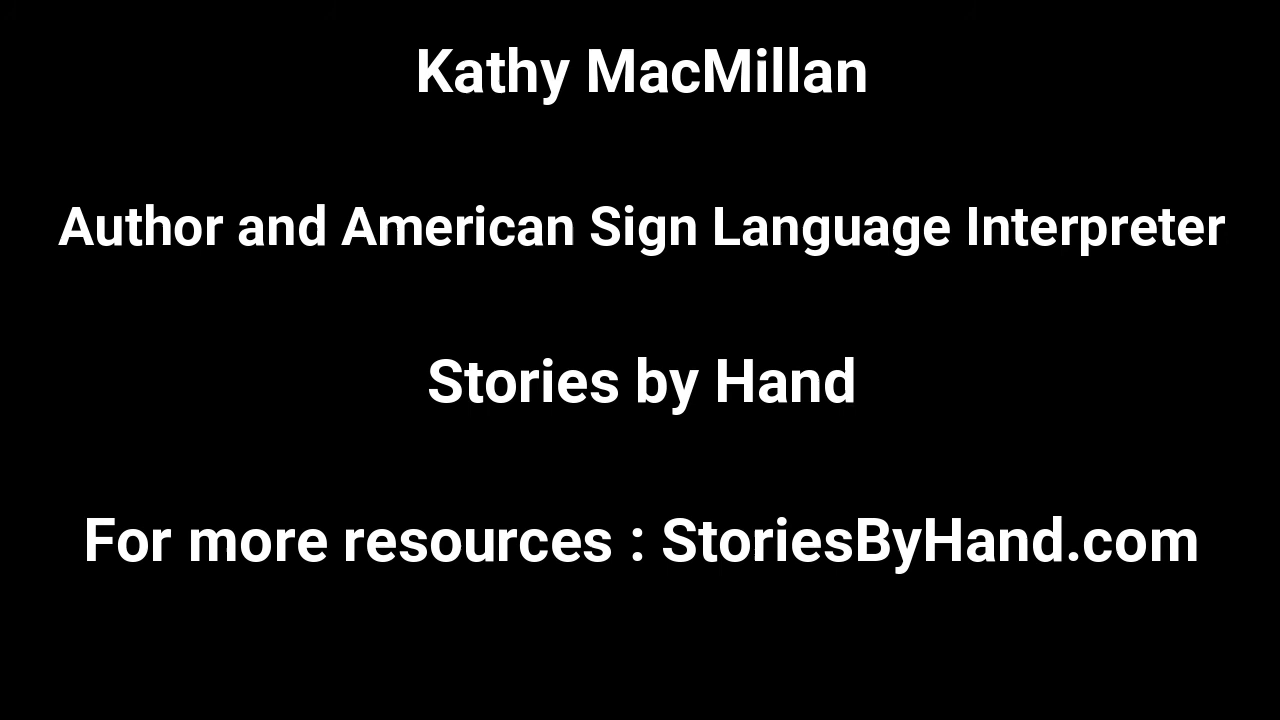 Kathy MacMillan
Author and American Sign Language Interpreter
Stories by Hand
For more resources : StoriesByHand.com